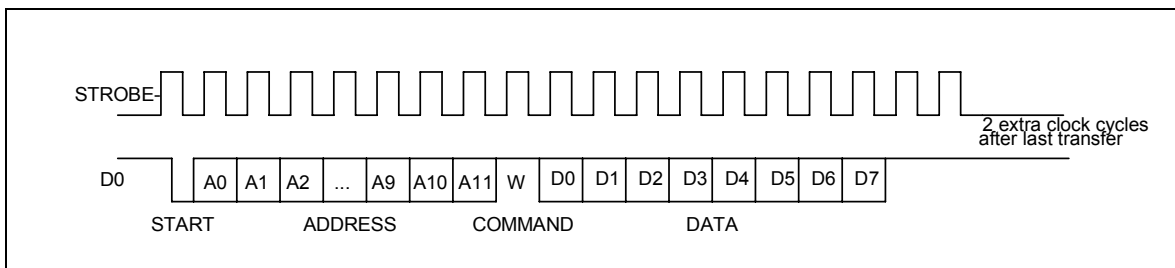 STROBE-
2 extra clock cycles
after last transfer
D0 A0 A1 A2 ... A9 A10 A11 W D0 D1 D2 D3 D4 D5 D6 D7
START ADDRESS COMMAND DATA